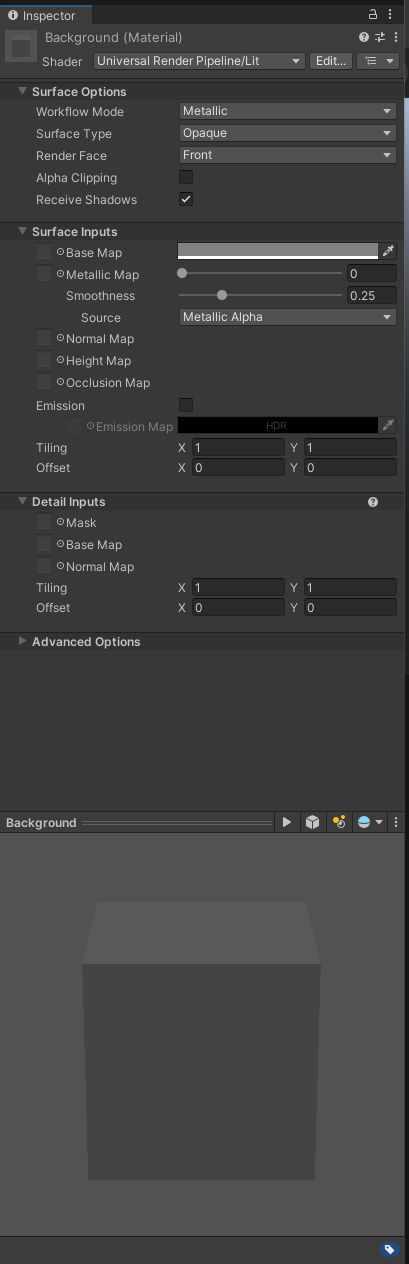 Inspector
Background (Material)
Shader Universal Render Pipeline/Lit Edit...
Surface Options
Workflow Mode Metallic
Surface Type Opaque
Render Face Front
Alpha Clipping
Receive Shadows
Surface Inputs
Base Map
Metallic Map 0
Smoothness 0.25
Source Metallic Alpha
Normal Map
Height Map
Occlusion Map
Emission
Emission Map HDR
Tiling X 1 Y 1
Offset X 0 Y 0
Detail Inputs
Mask
Base Map
Normal Map
Tiling X 1 Y 1
Offset X 0 Y 0
Advanced Options
Background